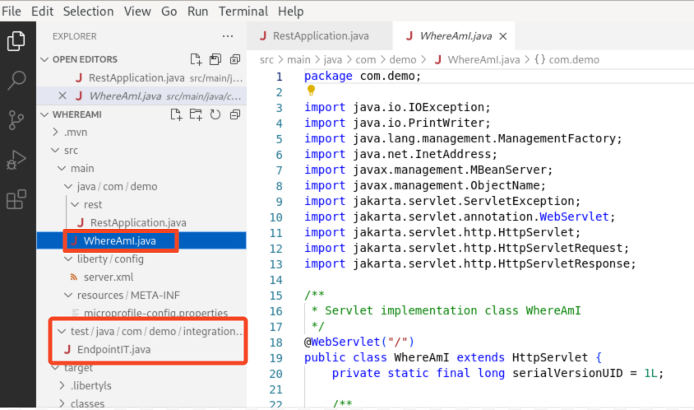 File Edit Selection View Go Run Terminal Help
EXPLORER
OPEN EDITORS
RestApplication.java src/main/j...
WhereAmI.java src/main/java/c...
WHEREAMI
.mvn
src
main
java/com/demo
rest
RestApplication.java
WhereAmI.java
liberty/config
server.xml
resources/META-INF
microprofile-config.properties
test/java/com/demo/integration...
EndpointIT.java
target
.libertyls
classes
RestApplication.java
WhereAmI.java
src > main > java > com > demo > J WhereAmI.java > {} com.demo
1 package com.demo;
2
3 import java.io.IOException;
4 import java.io.PrintWriter;
5 import java.lang.management.ManagementFactory;
6 import java.net.InetAddress;
7 import javax.management.MBeanServer;
8 import javax.management.ObjectName;
9 import jakarta.servlet.ServletException;
10 import jakarta.servlet.annotation.WebServlet;
11 import jakarta.servlet.http.HttpServlet;
12 import jakarta.servlet.http.HttpServletRequest;
13 import jakarta.servlet.http.HttpServletResponse;
14
15 /**
16 * Servlet implementation class WhereAmI
17 */
18 @WebServlet("/")
19 public class WhereAmI extends HttpServlet {
20 private static final long serialVersionUID = 1L;
21
22 /**